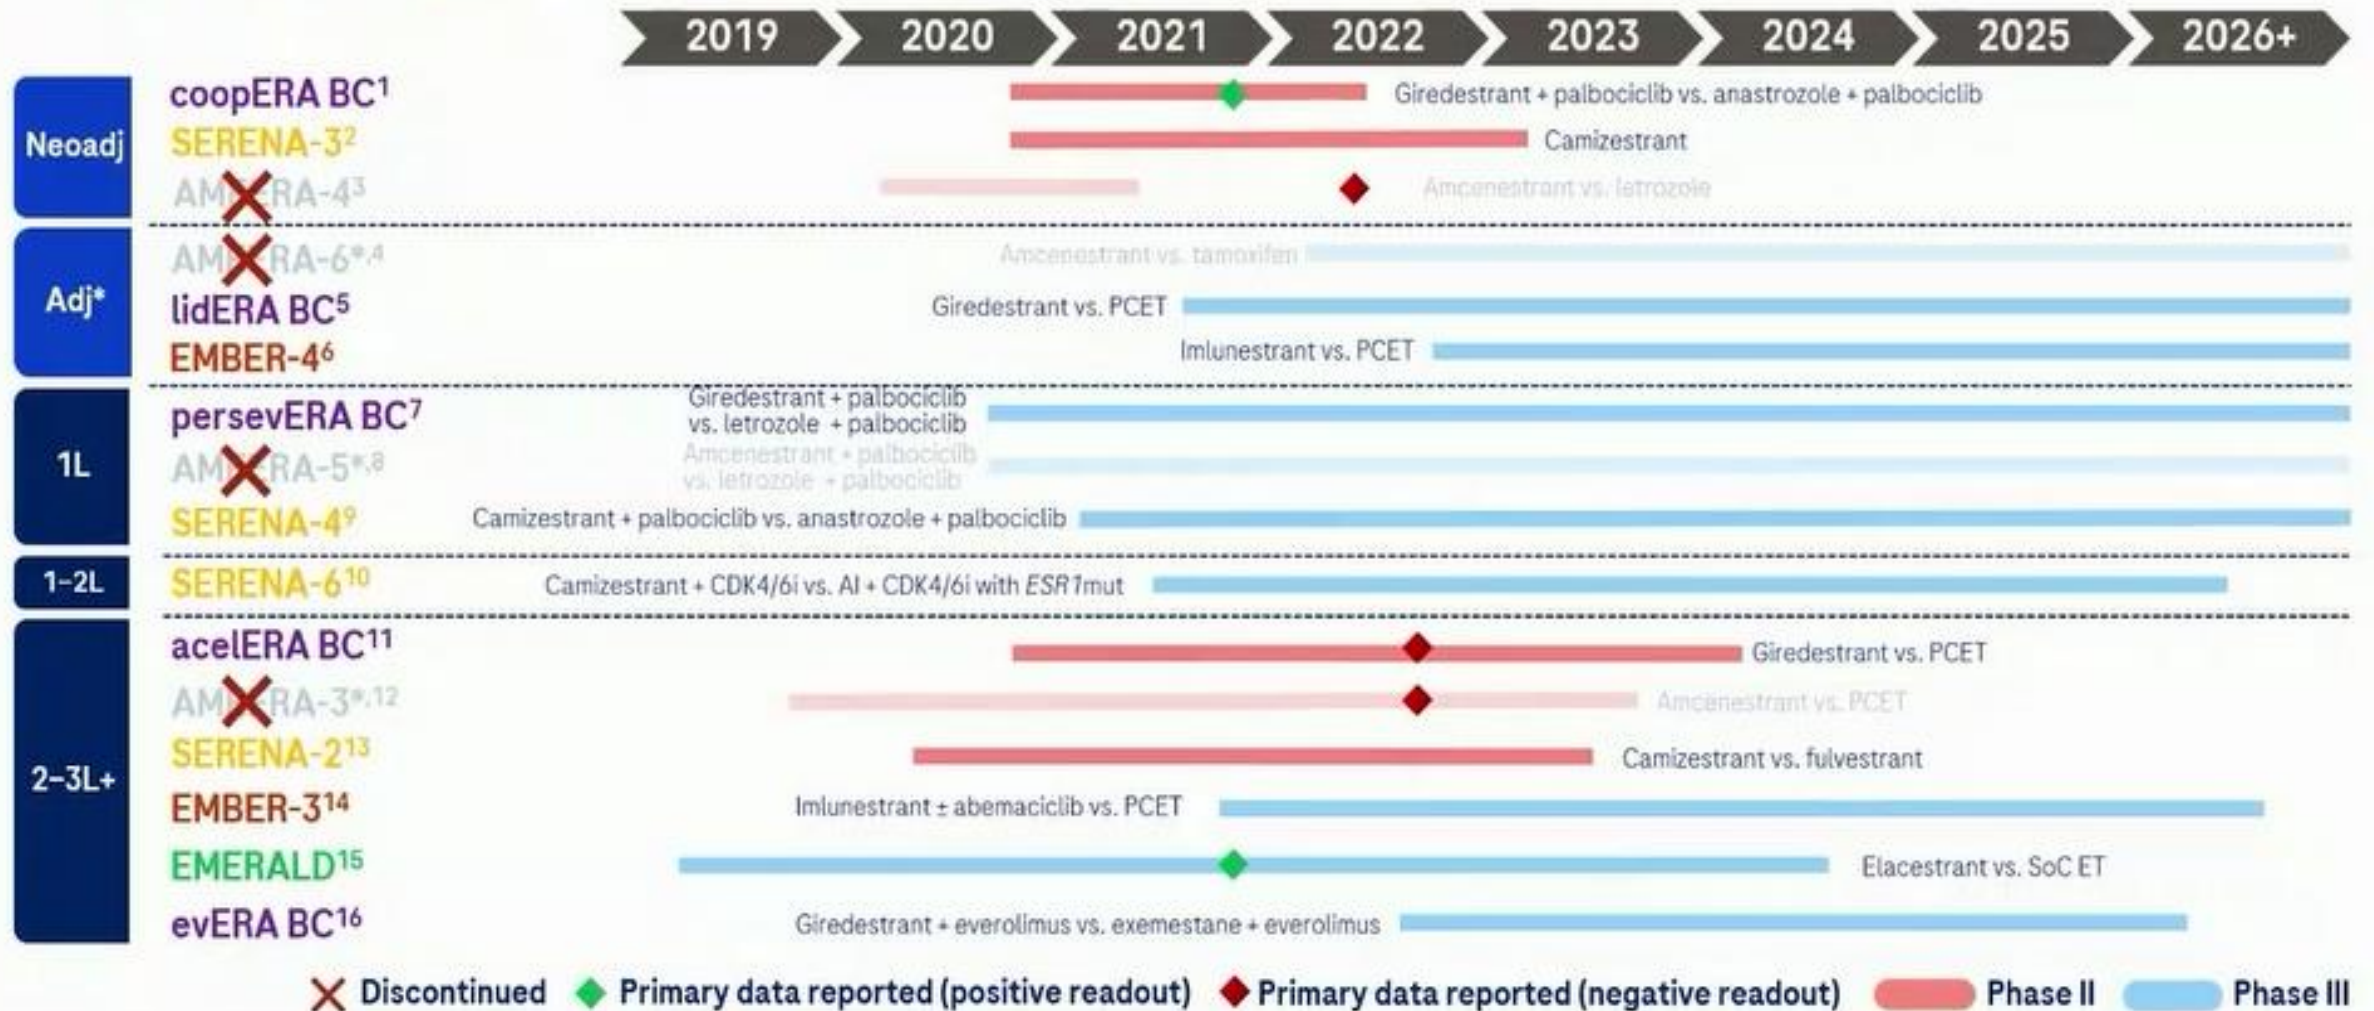 2019 2020 2021 2022 2023 2024 2025 2026+
Neoadj
coopERA BC1
Giredestrant + palbociclib vs. anastrozole + palbociclib
SERENA-32
Camizestrant
AM RA-43
Amcenestrant vs. letrozole
Adj*
AM RA-6*,4
Amcenestrant vs. tamoxifen
lidERA BC5
Giredestrant vs. PCET
EMBER-46
Imlunestrant vs. PCET
1L
persevERA BC7
Giredestrant + palbociclib
vs. letrozole + palbociclib
AM RA-5*,8
Amcenestrant + palbociclib
vs. letrozole + palbociclib
SERENA-49
Camizestrant + palbociclib vs. anastrozole + palbociclib
1-2L
SERENA-610
Camizestrant + CDK4/6i vs. AI + CDK4/6i with ESR1mut
2-3L+
acelERA BC11
Giredestrant vs. PCET
AM RA-3*,12
Amcenestrant vs. PCET
SERENA-213
Camizestrant vs. fulvestrant
EMBER-314
Imlunestrant ± abemaciclib vs. PCET
EMERALD15
Elacestrant vs. SoC ET
evERA BC16
Giredestrant + everolimus vs. exemestane + everolimus
Discontinued Primary data reported (positive readout) Primary data reported (negative readout) Phase II Phase III